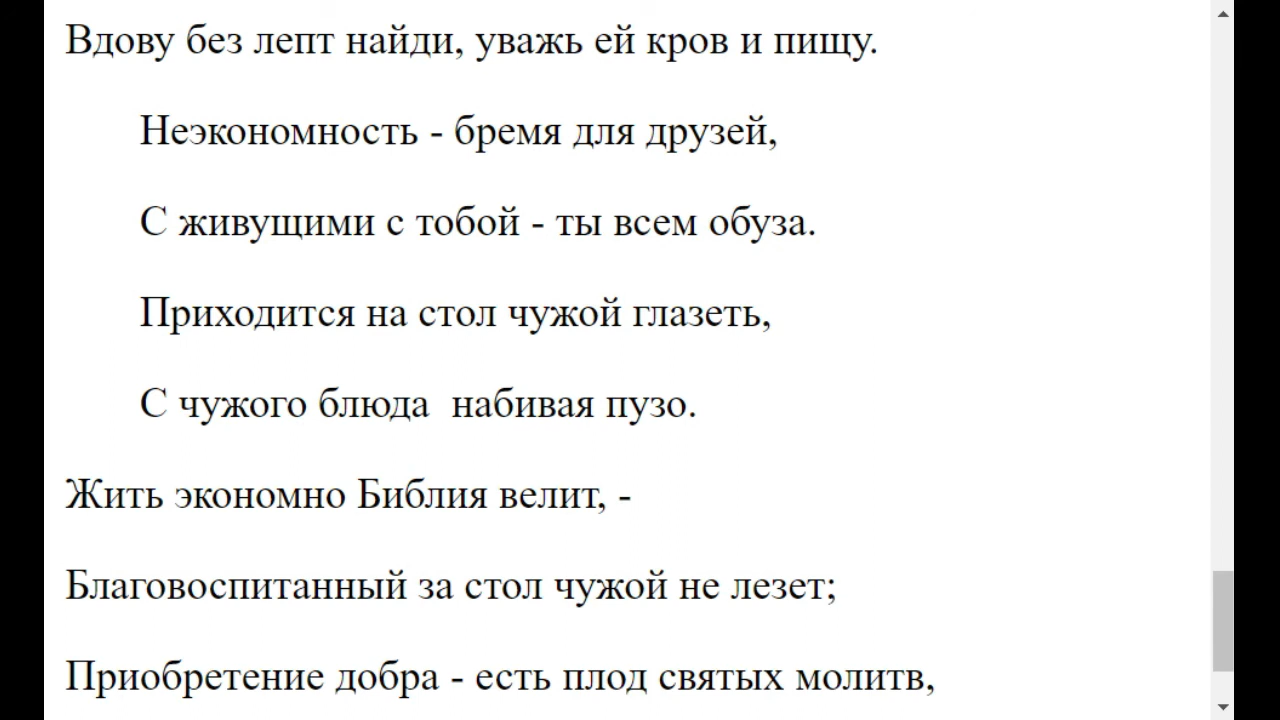 Вдову без лепт найди, уважь ей кров и пищу.
Неэкономность - бремя для друзей,
С живущими с тобой - ты всем обуза.
Приходится на стол чужой глазеть,
С чужого блюда  набивая пузо.
Жить экономно Библия велит, -
Благовоспитанный за стол чужой не лезет;
Приобретение добра - есть плод святых молитв,